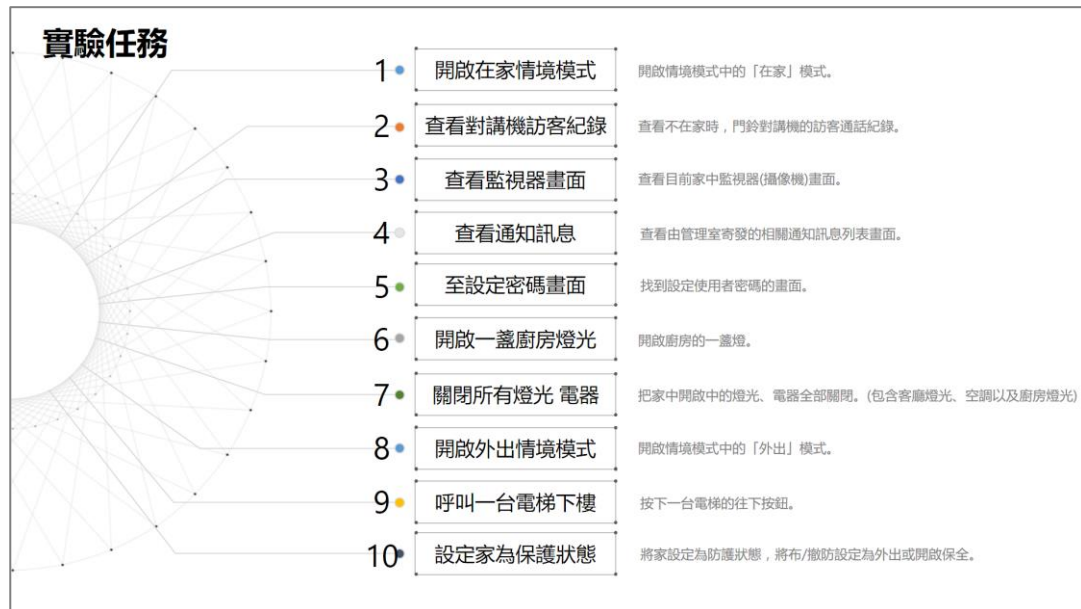 實驗任務
1 開啟在家情境模式 開啟情境模式中的「在家」模式。
2 查看對講機訪客紀錄 查看不在家時，門鈴對講機的訪客通話紀錄。
3 查看監視器畫面 查看目前家中監視器(攝像機)畫面。
4 查看通知訊息 查看由管理室寄發的相關通知訊息列表畫面。
5 至設定密碼畫面 找到設定使用者密碼的畫面。
6 開啟一盞廚房燈光 開啟廚房的一盞燈。
7 關閉所有燈光 電器 把家中開啟中的燈光、電器全部關閉。(包含客廳燈光、空調以及廚房燈光)
8 開啟外出情境模式 開啟情境模式中的「外出」模式。
9 呼叫一台電梯下樓 按下一台電梯的往下按鈕。
10 設定家為保護狀態 將家設定為防護狀態，將布/撤防設定為外出或開啟保全。